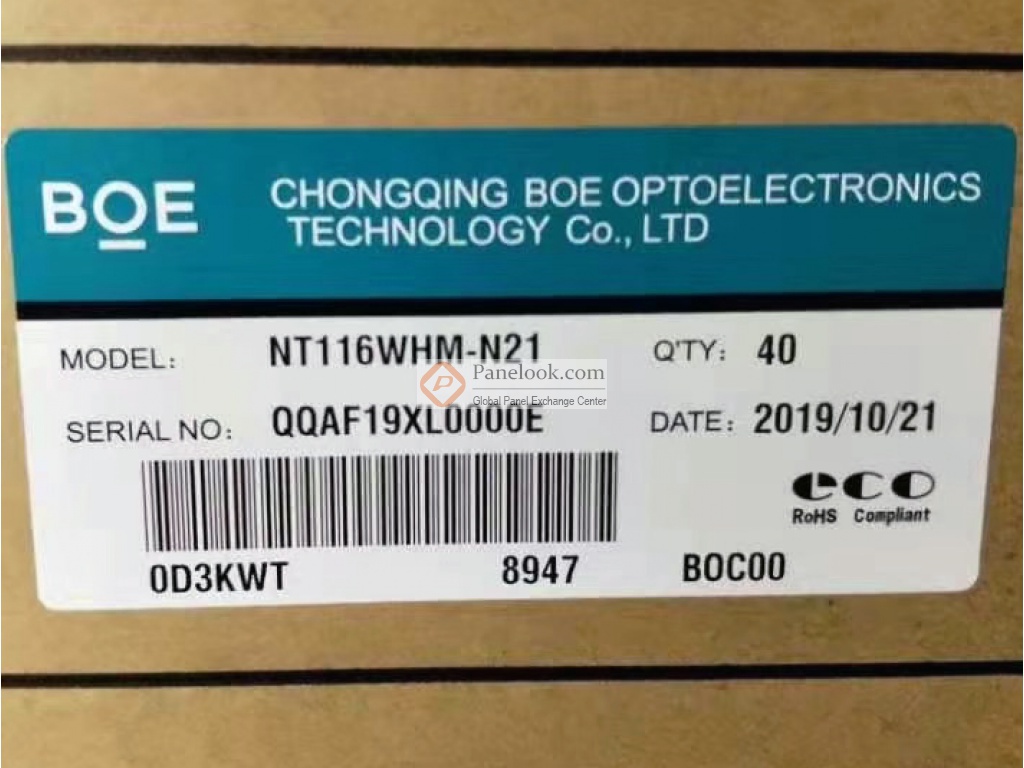 BOE
CHONGQING BOE OPTOELECTRONICS
TECHNOLOGY Co., LTD
MODEL: NT116WHM-N21 Q'TY: 40
Panelook.com
Global Panel Exchange Center
SERIAL NO: QQAF19XL0000E DATE: 2019/10/21
eco
RoHS Compliant
0D3KWT 8947 BOC00